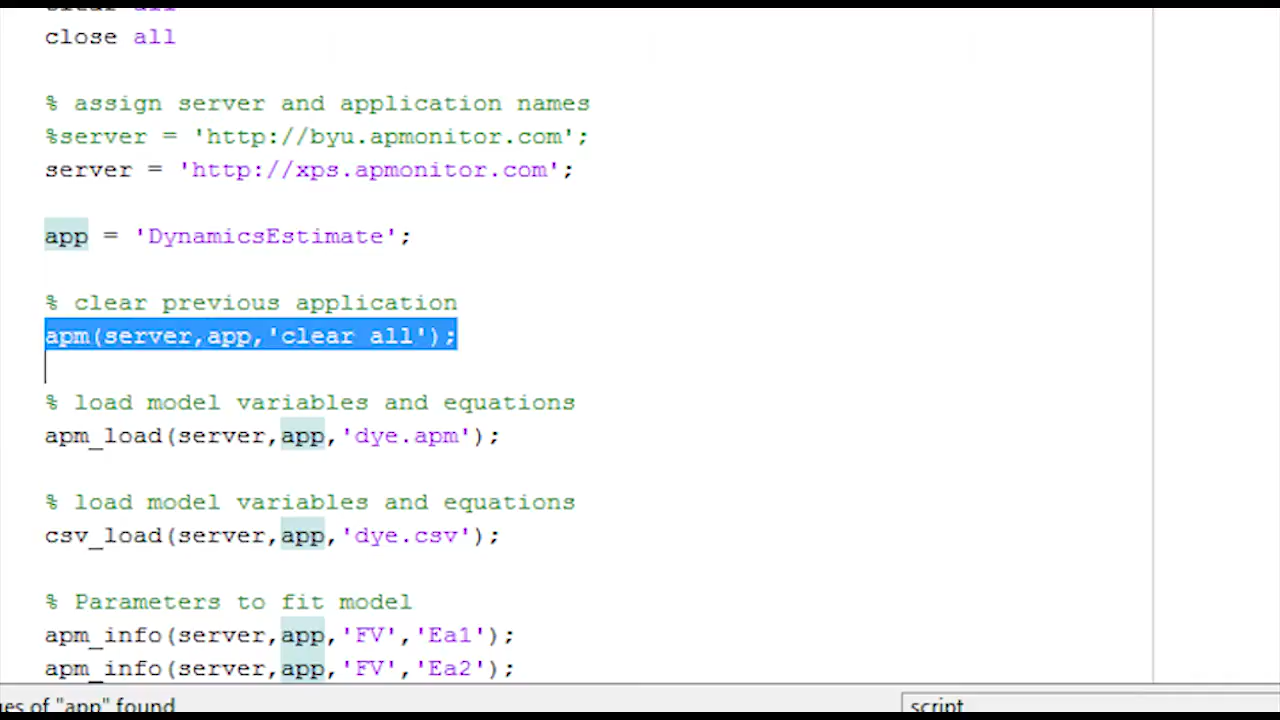 clear all
close all
% assign server and application names
%server = 'http://byu.apmonitor.com';
server = 'http://xps.apmonitor.com';
app = 'DynamicsEstimate';
% clear previous application
apm(server,app,'clear all');
% load model variables and equations
apm_load(server,app,'dye.apm');
% load model variables and equations
csv_load(server,app,'dye.csv');
% Parameters to fit model
apm_info(server,app,'FV','Ea1');
apm_info(server,app,'FV','Ea2');
of "app" found
script